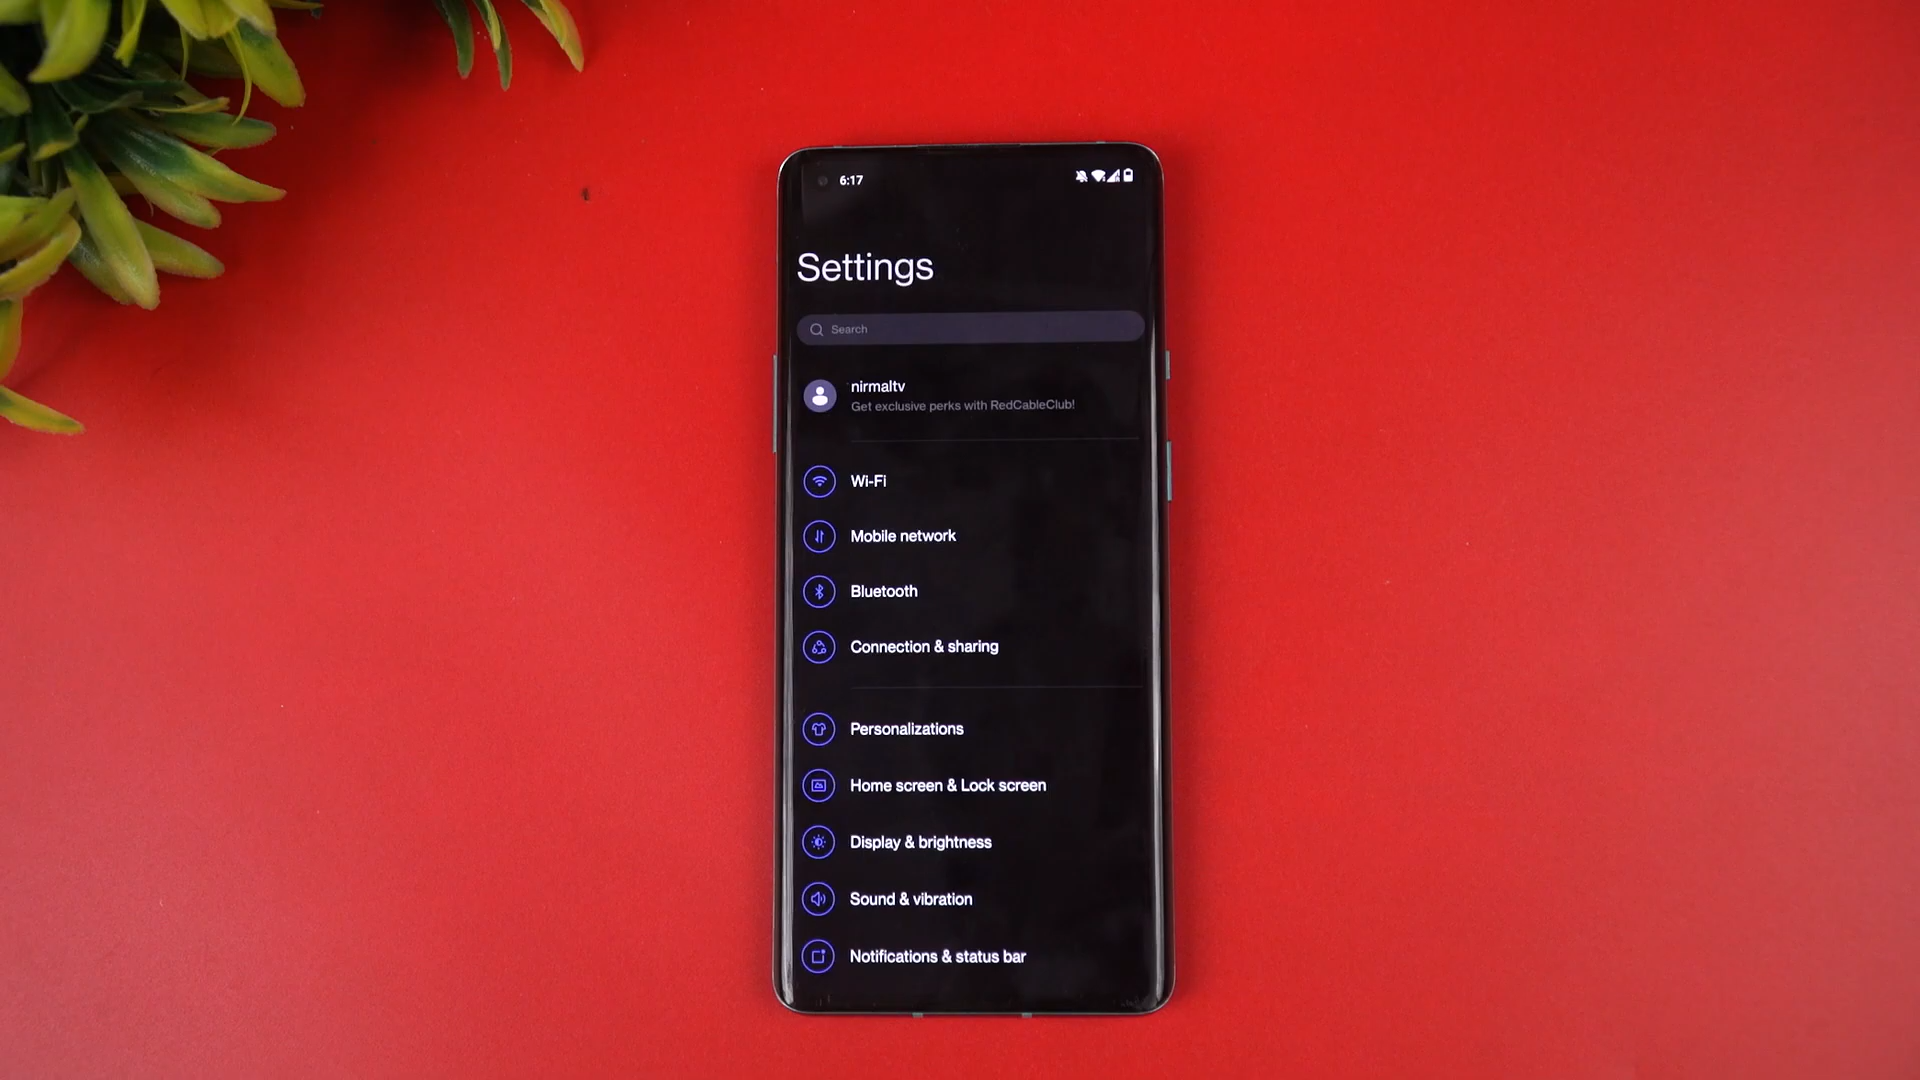 6:17
Settings
Search
nirmaltv
Get exclusive perks with RedCableClub!
Wi-Fi
Mobile network
Bluetooth
Connection & sharing
Personalizations
Home screen & Lock screen
Display & brightness
Sound & vibration
Notifications & status bar